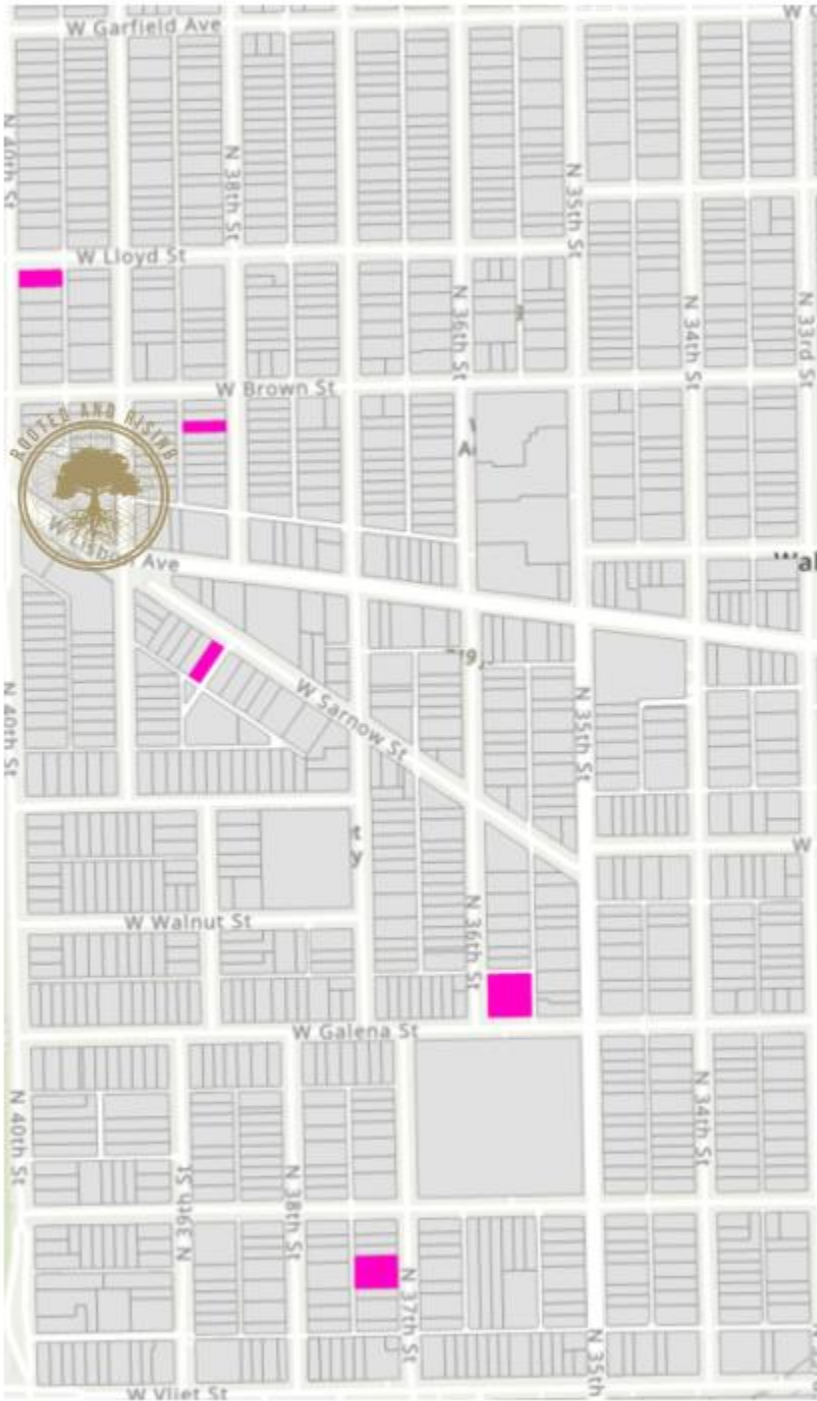 W Garfield Ave
N 40th St
N 38th St
N 35th St
W Lloyd St
N 36th St
N 34th St
N 33rd St
W Brown St
ROOTED AND RISING
W Lisbon Ave
N 40th St
W Sarnow St
N 35th St
W
W Walnut St
N 36th St
W Galena St
N 40th St
N 39th St
N 38th St
N 34th St
N 37th St
N 35th
W Vliet St